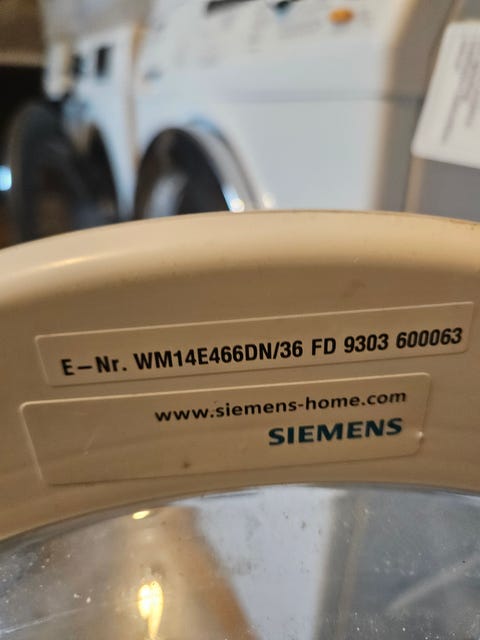 E-Nr. WM14E466DN/36 FD 9303 600063
www.siemens-home.com
SIEMENS